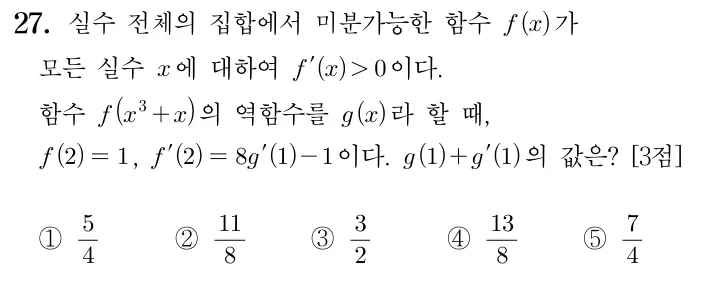 27. 실수 전체의 집합에서 미분가능한 함수 f(x)가
모든 실수 x에 대하여 f′(x)>0이다.
함수 f(x³+x)의 역함수를 g(x)라 할 때,
f(2)=1, f′(2)=8g′(1)−1이다. g(1)+g′(1)의 값은? [3점]
① 5/4 ② 11/8 ③ 3/2 ④ 13/8 ⑤ 7/4